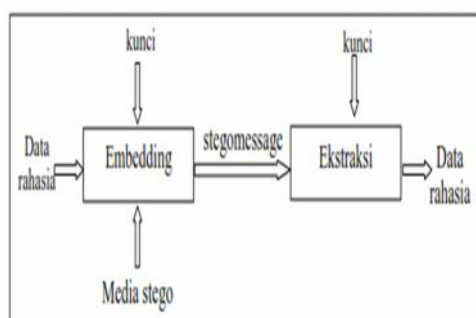 kunci
kunci
Data
rahasia
Embedding
stegomessage
Ekstraksi
Data
rahasia
Media stego